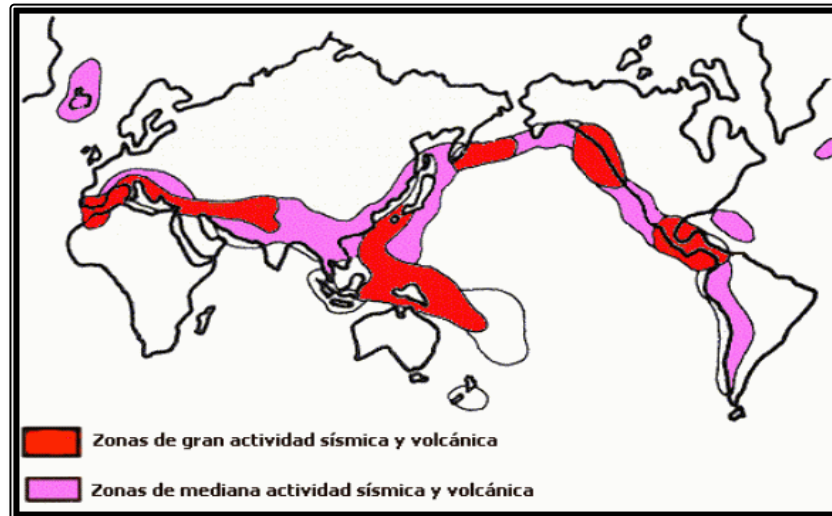 Zonas de gran actividad sísmica y volcánica
Zonas de mediana actividad sísmica y volcánica